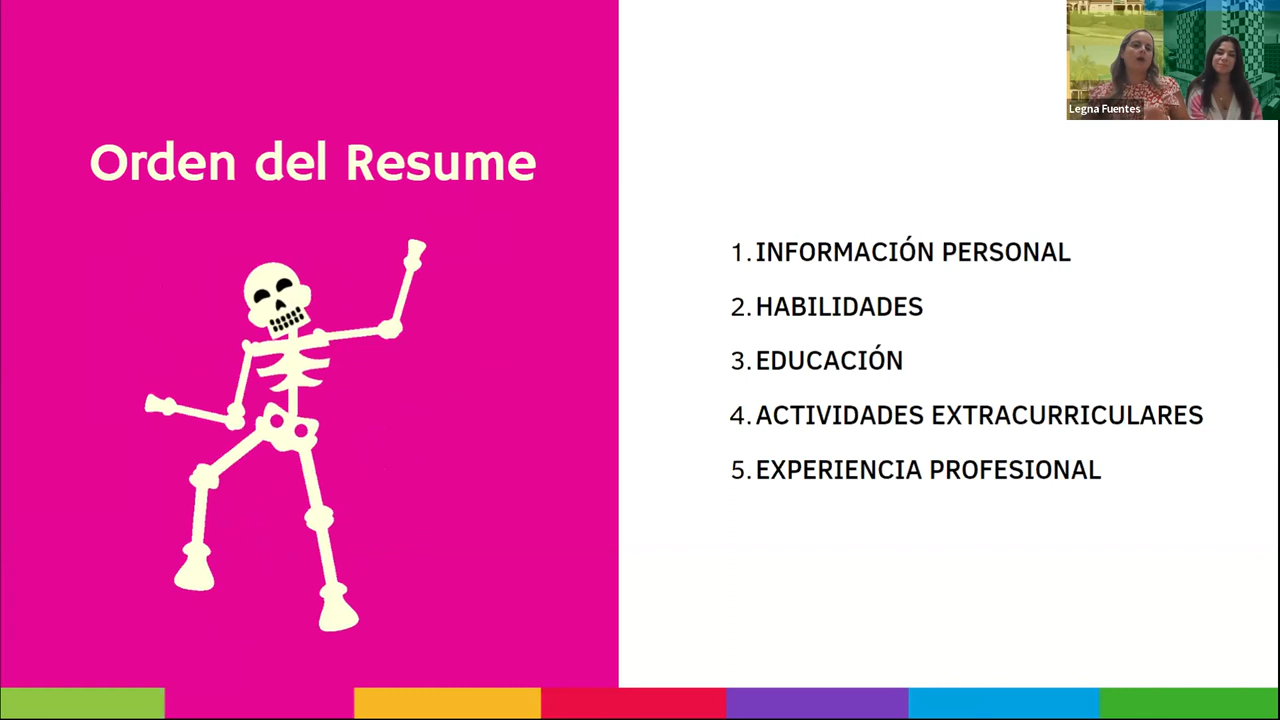 Legna Fuentes
Orden del Resume
1. INFORMACIÓN PERSONAL
2. HABILIDADES
3. EDUCACIÓN
4. ACTIVIDADES EXTRACURRICULARES
5. EXPERIENCIA PROFESIONAL